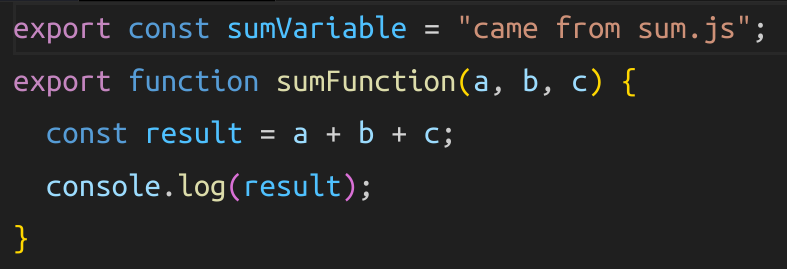 export const sumVariable = "came from sum.js";
export function sumFunction(a, b, c) {
  const result = a + b + c;
  console.log(result);
}